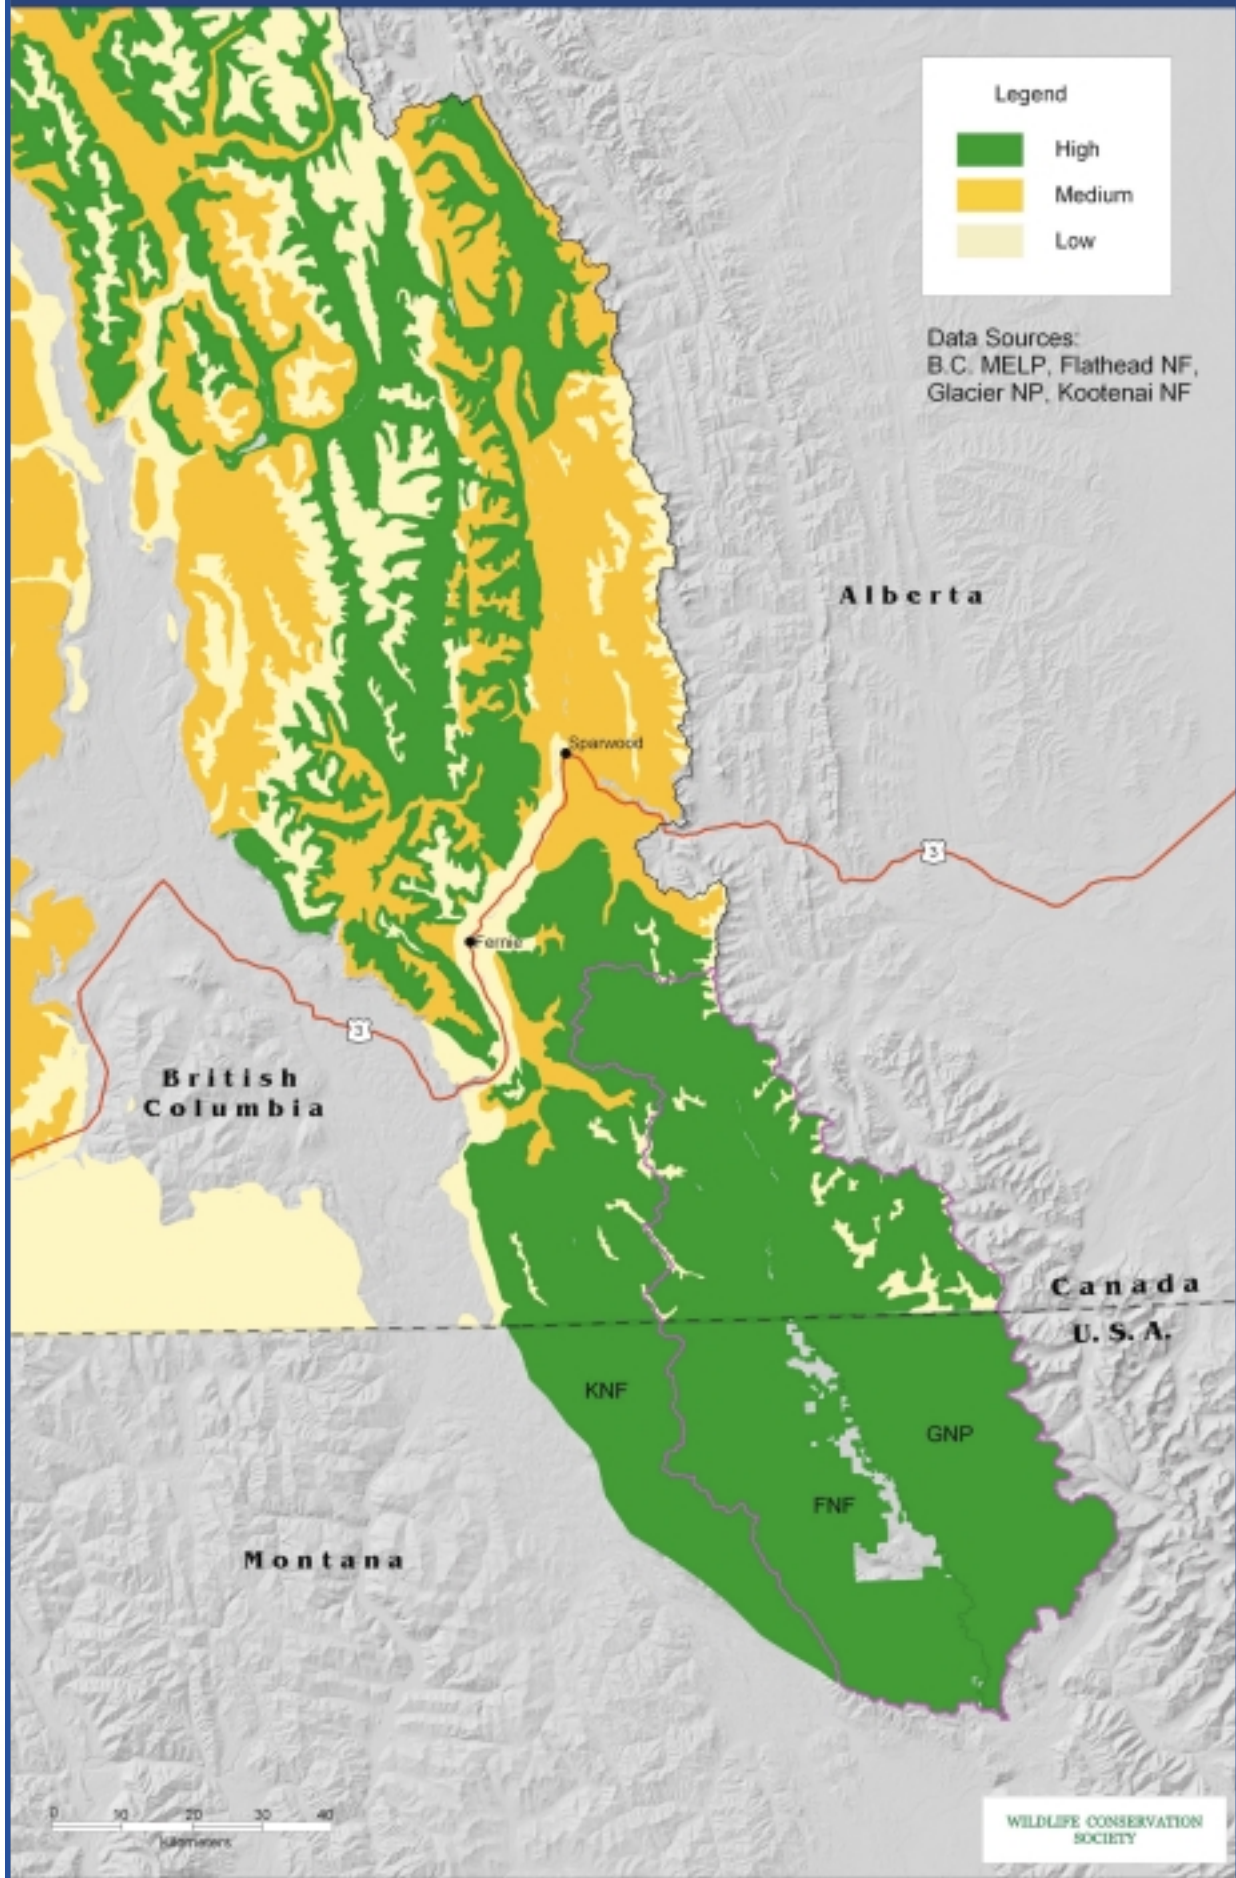 Legend
High
Medium
Low
Data Sources:
B.C. MELP, Flathead NF,
Glacier NP, Kootenai NF
Alberta
Sparwood
3
Fernie
3
British
Columbia
Canada
U.S.A.
KNF
GNP
FNF
Montana
0 10 20 30 40
Kilometers
WILDLIFE CONSERVATION
SOCIETY